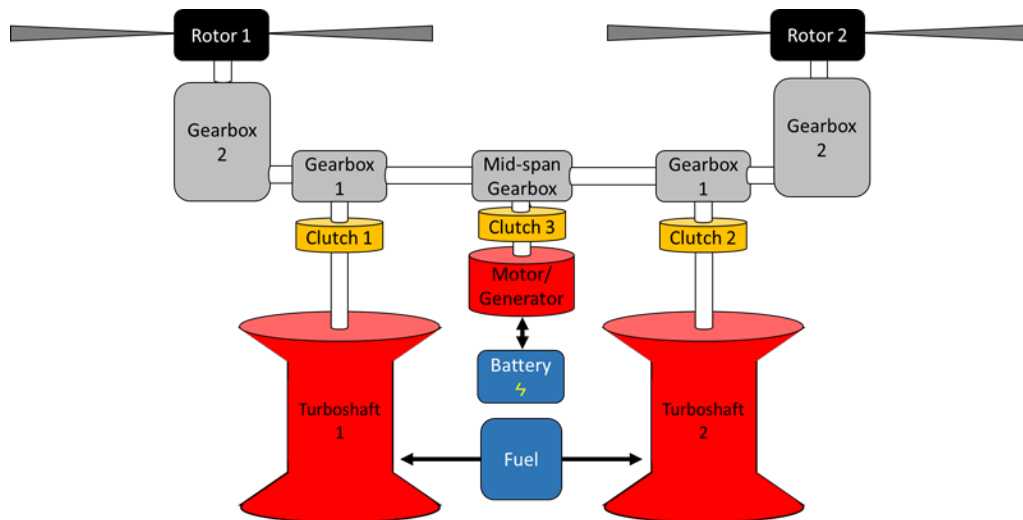 Rotor 1
Rotor 2
Gearbox
2
Gearbox
2
Gearbox
1
Mid-span
Gearbox
Gearbox
1
Clutch 1
Clutch 3
Clutch 2
Motor/
Generator
Battery
Turboshaft
1
Turboshaft
2
Fuel